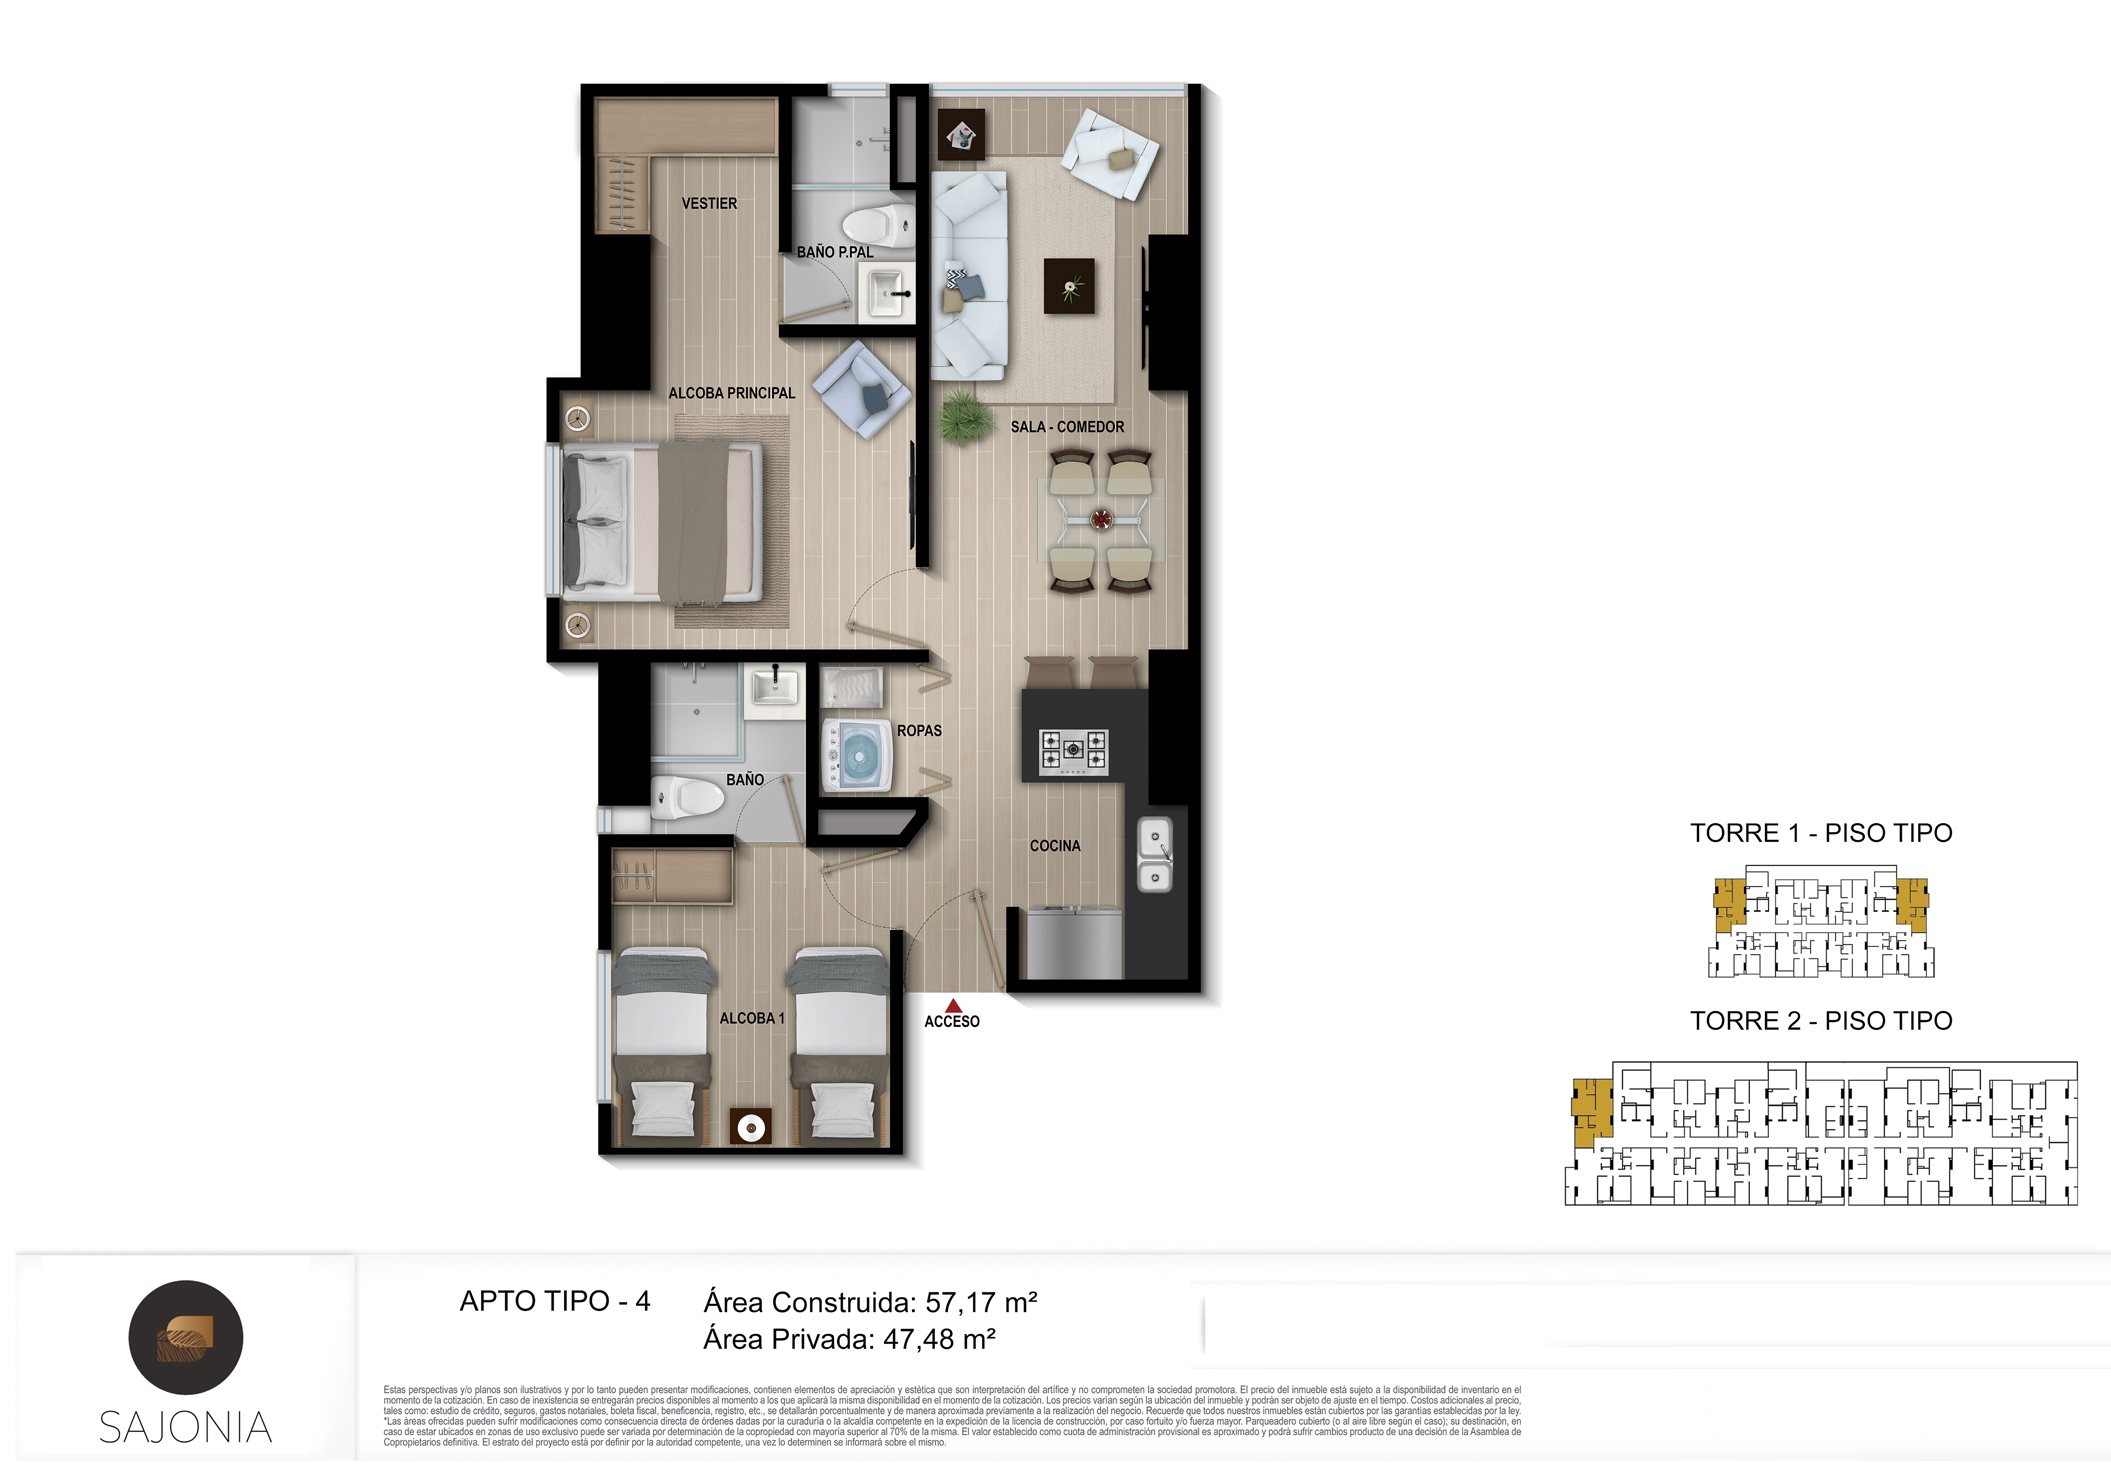 VESTIER
BAÑO P.PAL
ALCOBA PRINCIPAL
SALA - COMEDOR
ROPAS
BAÑO
COCINA
ALCOBA 1
ACCESO
TORRE 1 - PISO TIPO
TORRE 2 - PISO TIPO
SAJONIA
APTO TIPO - 4
Área Construida: 57,17 m²
Área Privada: 47,48 m²
Estas perspectivas y/o planos son ilustrativos y por lo tanto pueden presentar modificaciones, contienen elementos de apreciación y estética que son interpretación del artífice y no comprometen la sociedad promotora. El precio del inmueble está sujeto a la disponibilidad de inventario en el
momento de la cotización. En caso de inexistencia se entregarán precios disponibles al momento a los que aplicará la misma disponibilidad en el momento de la cotización. Los precios varían según la ubicación del inmueble y podrán ser objeto de ajuste en el tiempo. Costos adicionales al precio,
tales como: estudio de crédito, seguros, gastos notariales, boleta fiscal, beneficencia, registro, etc., se detallarán porcentualmente y de manera aproximada previamente a la realización del negocio. Recuerde que todos nuestros inmuebles están cubiertos por las garantías establecidas por la ley.
*Las áreas ofrecidas pueden sufrir modificaciones como consecuencia directa de órdenes dadas por la curaduría o la alcaldía competente en la expedición de la licencia de construcción, por caso fortuito y/o fuerza mayor. Parqueadero cubierto (o al aire libre según el caso); su destinación, en
caso de estar ubicados en zonas de uso exclusivo puede ser variada por determinación de la copropiedad con mayoría superior al 70% de la misma. El valor establecido como cuota de administración provisional es aproximado y podrá sufrir cambios producto de una decisión de la Asamblea de
Copropietarios definitiva. El estrato del proyecto está por definir por la autoridad competente, una vez lo determinen se informará sobre el mismo.